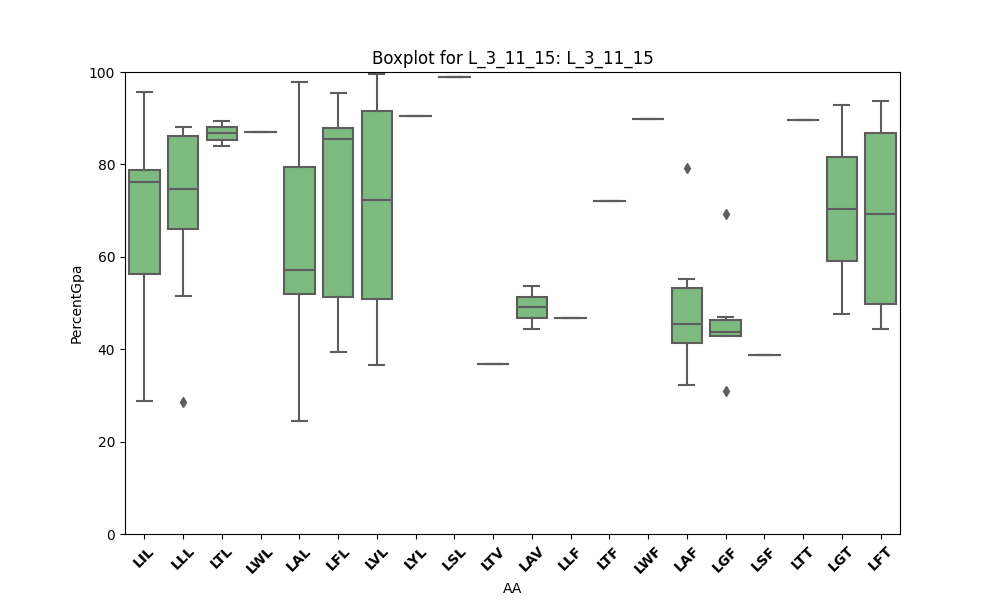 Boxplot for L_3_11_15: L_3_11_15
PercentGpa
100
80
60
40
20
0
LIL LLL LTL LWL LAL LFL LVL LYL LSL LTV LAV LLF LTF LWF LAF LGF LSF LTT LGT LFT
AA